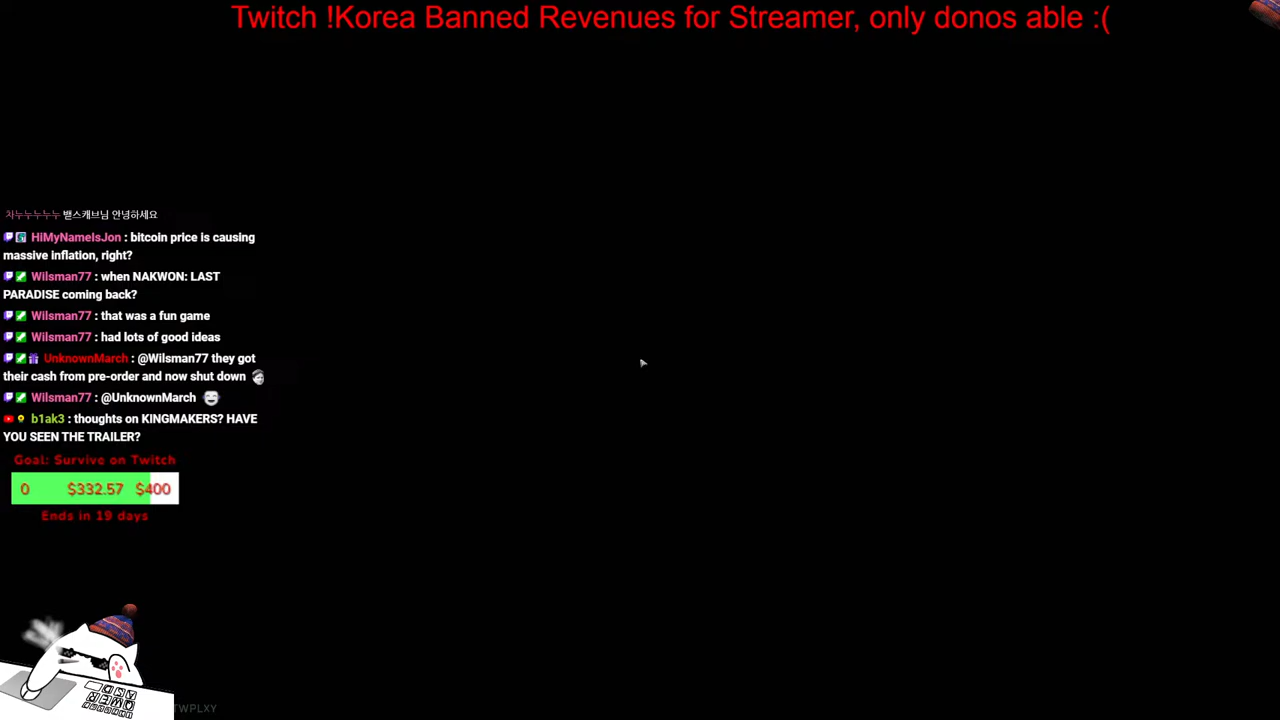 Twitch !Korea Banned Revenues for Streamer, only donos able :(
차누누누누누 밷스캐브님 안녕하세요
HiMyNameIsJon : bitcoin price is causing
massive inflation, right?
Wilsman77 : when NAKWON: LAST
PARADISE coming back?
Wilsman77 : that was a fun game
Wilsman77 : had lots of good ideas
UnknownMarch : @Wilsman77 they got
their cash from pre-order and now shut down
Wilsman77 : @UnknownMarch
b1ak3 : thoughts on KINGMAKERS? HAVE
YOU SEEN THE TRAILER?
Goal: Survive on Twitch
0 $332.57 $400
Ends in 19 days
TWPLXY